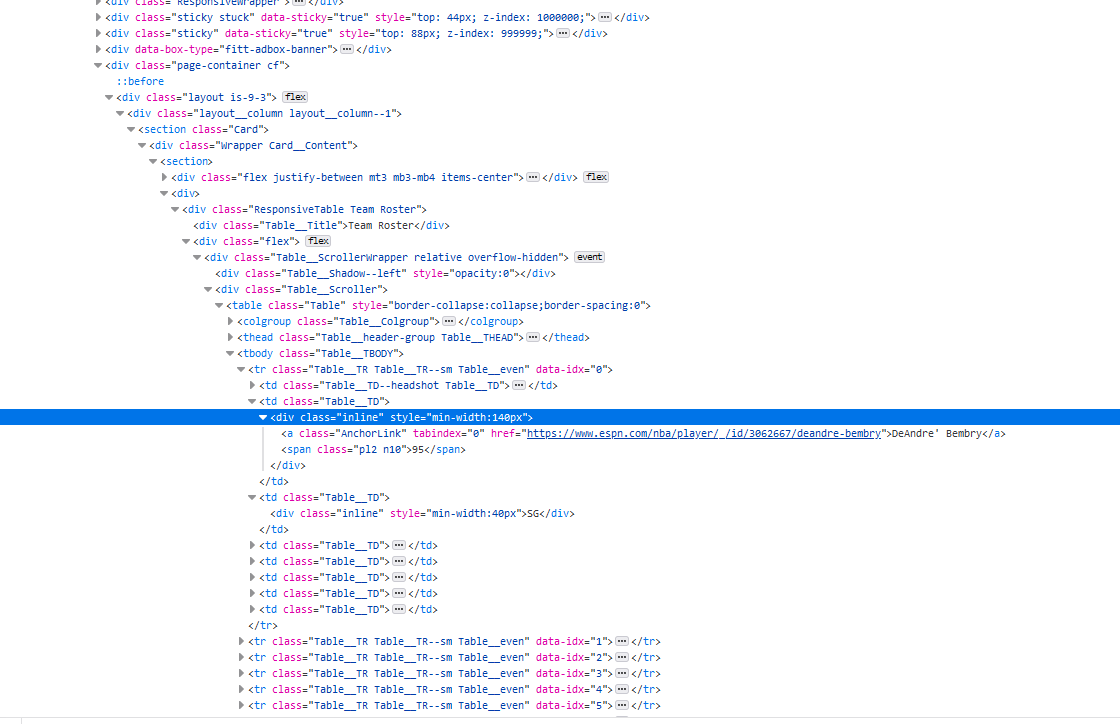 <div class="ResponsiveWrapper"> ••• </div>
<div class="sticky stuck" data-sticky="true" style="top: 44px; z-index: 1000000;"> ••• </div>
<div class="sticky" data-sticky="true" style="top: 88px; z-index: 999999;"> ••• </div>
<div data-box-type="fitt-adbox-banner"> ••• </div>
<div class="page-container cf">
::before
<div class="layout is-9-3"> flex
<div class="layout__column layout__column--1">
<section class="Card">
<div class="Wrapper Card__Content">
<section>
<div class="flex justify-between mt3 mb3-mb4 items-center"> ••• </div> flex
<div>
<div class="ResponsiveTable Team Roster">
<div class="Table__Title">Team Roster</div>
<div class="flex"> flex
<div class="Table__ScrollerWrapper relative overflow-hidden"> event
<div class="Table__Shadow--left" style="opacity:0"></div>
<div class="Table__Scroller">
<table class="Table" style="border-collapse:collapse;border-spacing:0">
<colgroup class="Table__Colgroup"> ••• </colgroup>
<thead class="Table__header-group Table__THEAD"> ••• </thead>
<tbody class="Table__TBODY">
<tr class="Table__TR Table__TR--sm Table__even" data-idx="0">
<td class="Table__TD--headshot Table__TD"> ••• </td>
<td class="Table__TD">
<div class="inline" style="min-width:140px">
<a class="AnchorLink" tabindex="0" href="https://www.espn.com/nba/player/_/id/3062667/deandre-bembry">DeAndre' Bembry</a>
<span class="pl2 n10">95</span>
</div>
</td>
<td class="Table__TD">
<div class="inline" style="min-width:40px">SG</div>
</td>
<td class="Table__TD"> ••• </td>
<td class="Table__TD"> ••• </td>
<td class="Table__TD"> ••• </td>
<td class="Table__TD"> ••• </td>
<td class="Table__TD"> ••• </td>
</tr>
<tr class="Table__TR Table__TR--sm Table__even" data-idx="1"> ••• </tr>
<tr class="Table__TR Table__TR--sm Table__even" data-idx="2"> ••• </tr>
<tr class="Table__TR Table__TR--sm Table__even" data-idx="3"> ••• </tr>
<tr class="Table__TR Table__TR--sm Table__even" data-idx="4"> ••• </tr>
<tr class="Table__TR Table__TR--sm Table__even" data-idx="5"> ••• </tr>